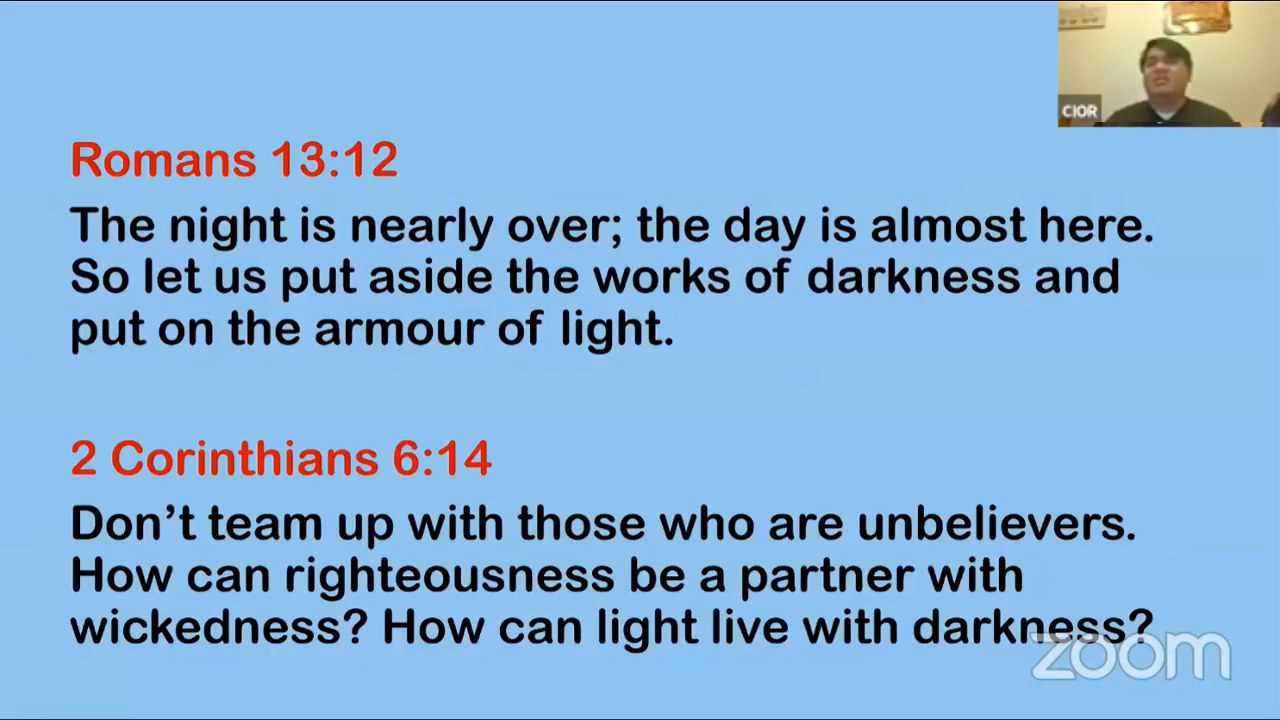 CIOR
Romans 13:12
The night is nearly over; the day is almost here.
So let us put aside the works of darkness and
put on the armour of light.
2 Corinthians 6:14
Don’t team up with those who are unbelievers.
How can righteousness be a partner with
wickedness? How can light live with darkness?
zoom